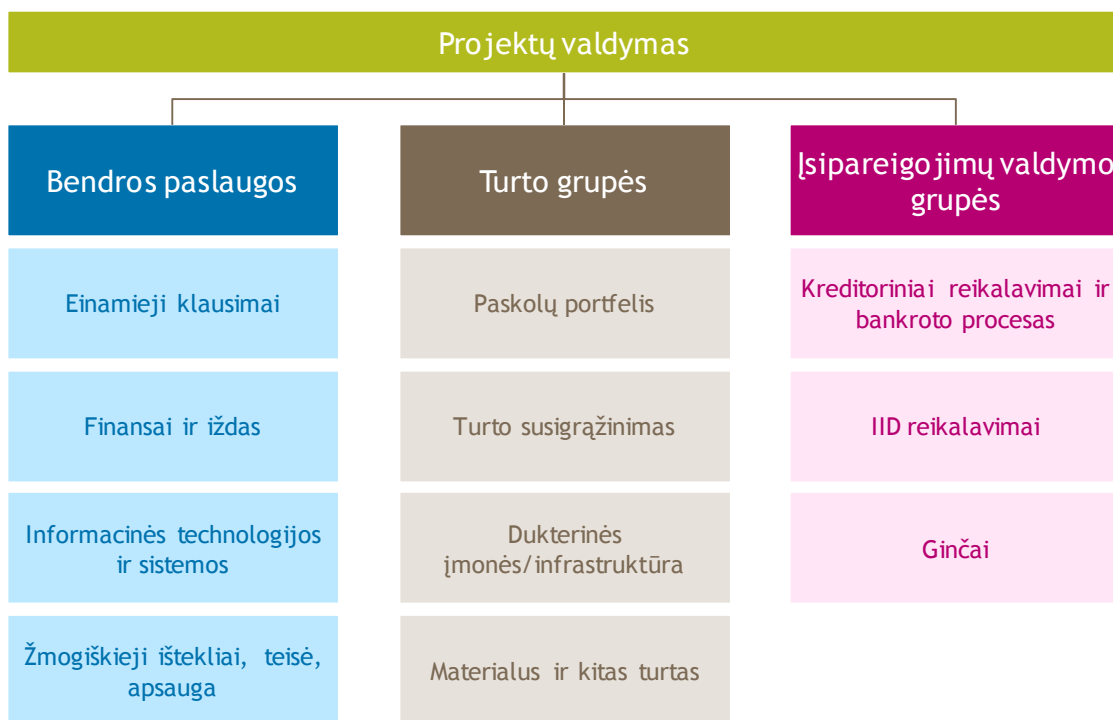 Projektų valdymas
Bendros paslaugos
Turto grupės
Įsipareigojimų valdymo
grupės
Einamieji klausimai
Paskolų portfelis
Kreditoriniai reikalavimai ir
bankroto procesas
Finansai ir iždas
Turto susigrąžinimas
IID reikalavimai
Informacinės technologijos
ir sistemos
Dukterinės
įmonės/infrastruktūra
Ginčai
Žmogiškieji ištekliai, teisė,
apsauga
Materialus ir kitas turtas